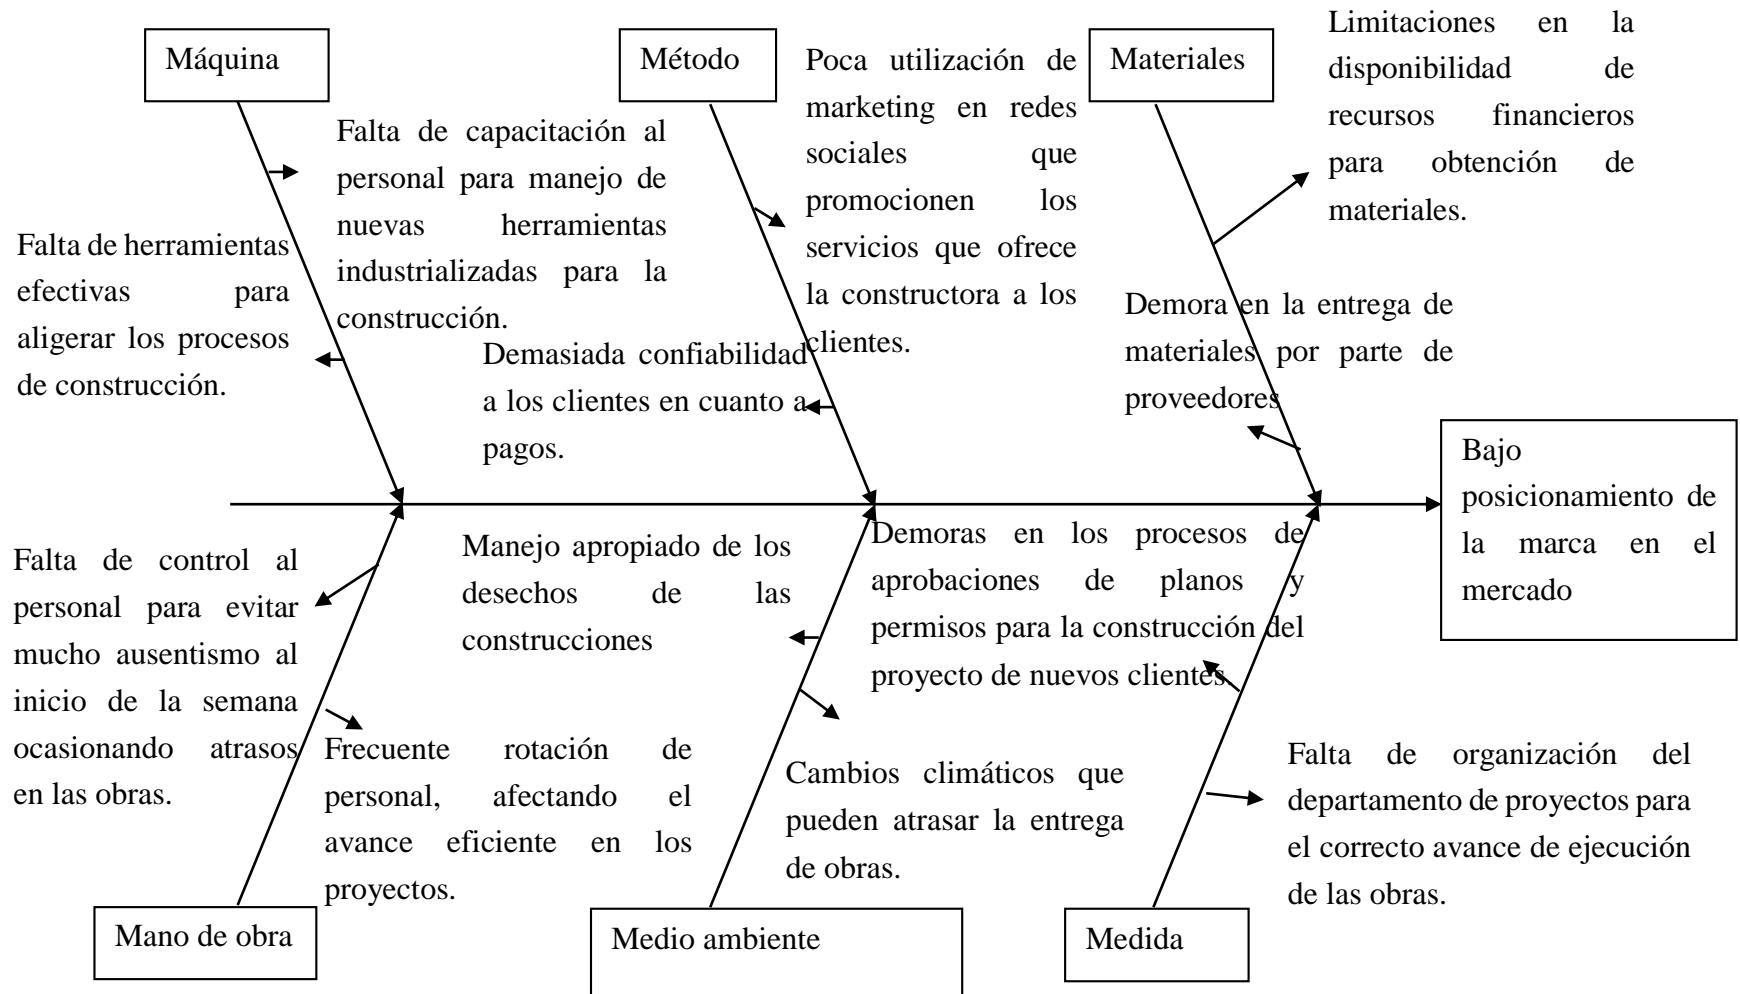 Máquina
Falta de capacitación al
personal para manejo de
nuevas herramientas
industrializadas para la
construcción.
Falta de herramientas
efectivas para
aligerar los procesos
de construcción.
Método
Poca utilización de
marketing en redes
sociales que
promocionen los
servicios que ofrece
la constructora a los
clientes.
Demasiada confiabilidad
a los clientes en cuanto a
pagos.
Materiales
Limitaciones en la
disponibilidad de
recursos financieros
para obtención de
materiales.
Demora en la entrega de
materiales por parte de
proveedores
Bajo
posicionamiento de
la marca en el
mercado
Falta de control al
personal para evitar
mucho ausentismo al
inicio de la semana
ocasionando atrasos
en las obras.
Frecuente rotación de
personal, afectando el
avance eficiente en los
proyectos.
Mano de obra
Manejo apropiado de los
desechos de las
construcciones
Cambios climáticos que
pueden atrasar la entrega
de obras.
Medio ambiente
Demoras en los procesos de
aprobaciones de planos y
permisos para la construcción del
proyecto de nuevos clientes.
Falta de organización del
departamento de proyectos para
el correcto avance de ejecución
de las obras.
Medida